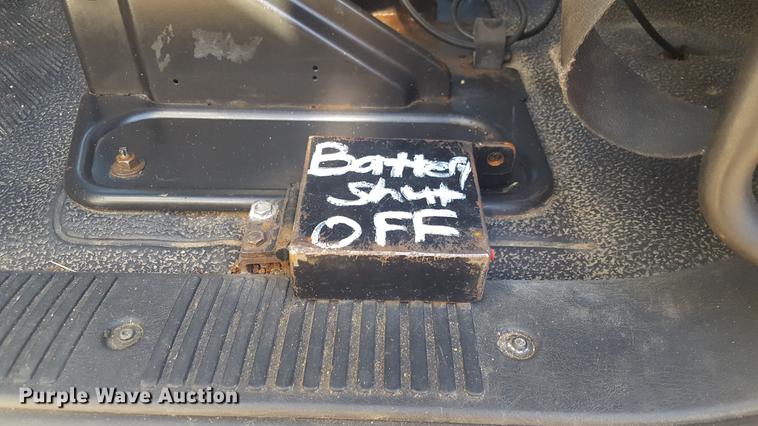 Battery
Shut
OFF
Purple Wave Auction